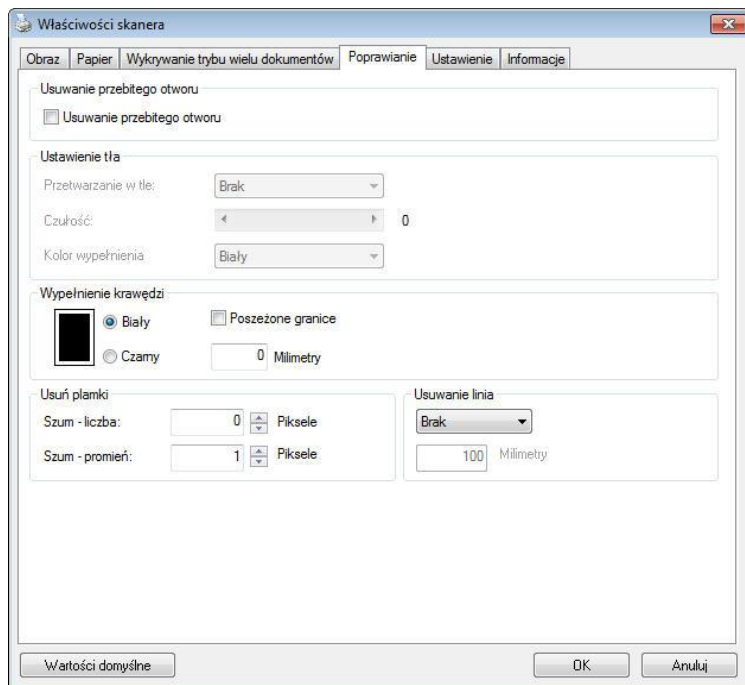 Właściwości skanera
Obraz Papier Wykrywanie trybu wielu dokumentów Poprawianie Ustawienie Informacje
Usuwanie przebitego otworu
Usuwanie przebitego otworu
Ustawienie tła
Przetwarzanie w tle: Brak
Czułość: 0
Kolor wypełnienia Biały
Wypełnienie krawędzi
Biały Poszeżone granice
Czarny 0 Milimetry
Usuń plamki Usuwanie linia
Szum - liczba: 0 Piksele Brak
Szum - promień: 1 Piksele 100 Milimetry
Wartości domyślne OK Anuluj